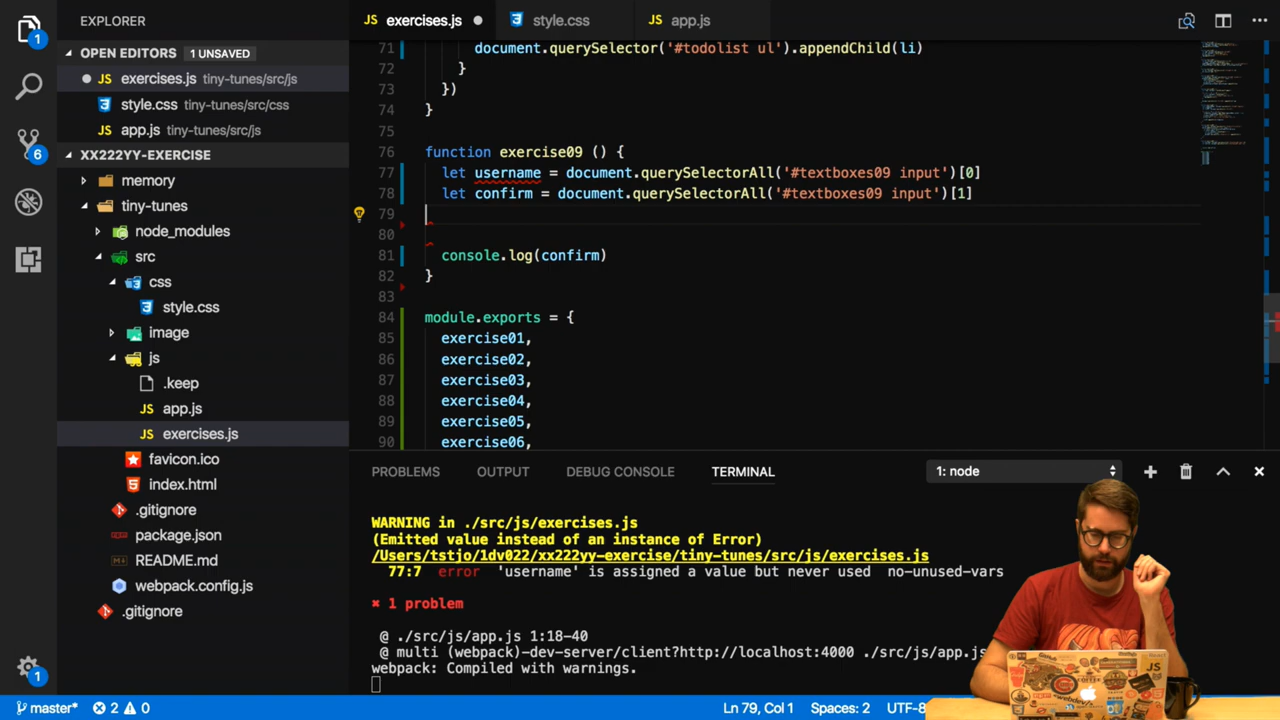 EXPLORER
OPEN EDITORS 1 UNSAVED
JS exercises.js tiny-tunes/src/js
style.css tiny-tunes/src/css
JS app.js tiny-tunes/src/js
XX222YY-EXERCISE
memory
tiny-tunes
node_modules
src
css
style.css
image
js
.keep
JS app.js
JS exercises.js
favicon.ico
index.html
.gitignore
package.json
README.md
webpack.config.js
.gitignore
1
6
1
JS exercises.js
style.css
JS app.js
71 document.querySelector('#todolist ul').appendChild(li)
72 }
73 })
74 }
75
76 function exercise09 () {
77 let username = document.querySelectorAll('#textboxes09 input')[0]
78 let confirm = document.querySelectorAll('#textboxes09 input')[1]
79
80
81 console.log(confirm)
82 }
83
84 module.exports = {
85 exercise01,
86 exercise02,
87 exercise03,
88 exercise04,
89 exercise05,
90 exercise06,
PROBLEMS OUTPUT DEBUG CONSOLE TERMINAL 1: node
WARNING in ./src/js/exercises.js
(Emitted value instead of an instance of Error)
/Users/tstjo/1dv022/xx222yy-exercise/tiny-tunes/src/js/exercises.js
77:7 error 'username' is assigned a value but never used no-unused-vars
✖ 1 problem
@ ./src/js/app.js 1:18-40
@ multi (webpack)-dev-server/client?http://localhost:4000 ./src/js/app.js
webpack: Compiled with warnings.
master* 2 0 Ln 79, Col 1 Spaces: 2 UTF-8
JS